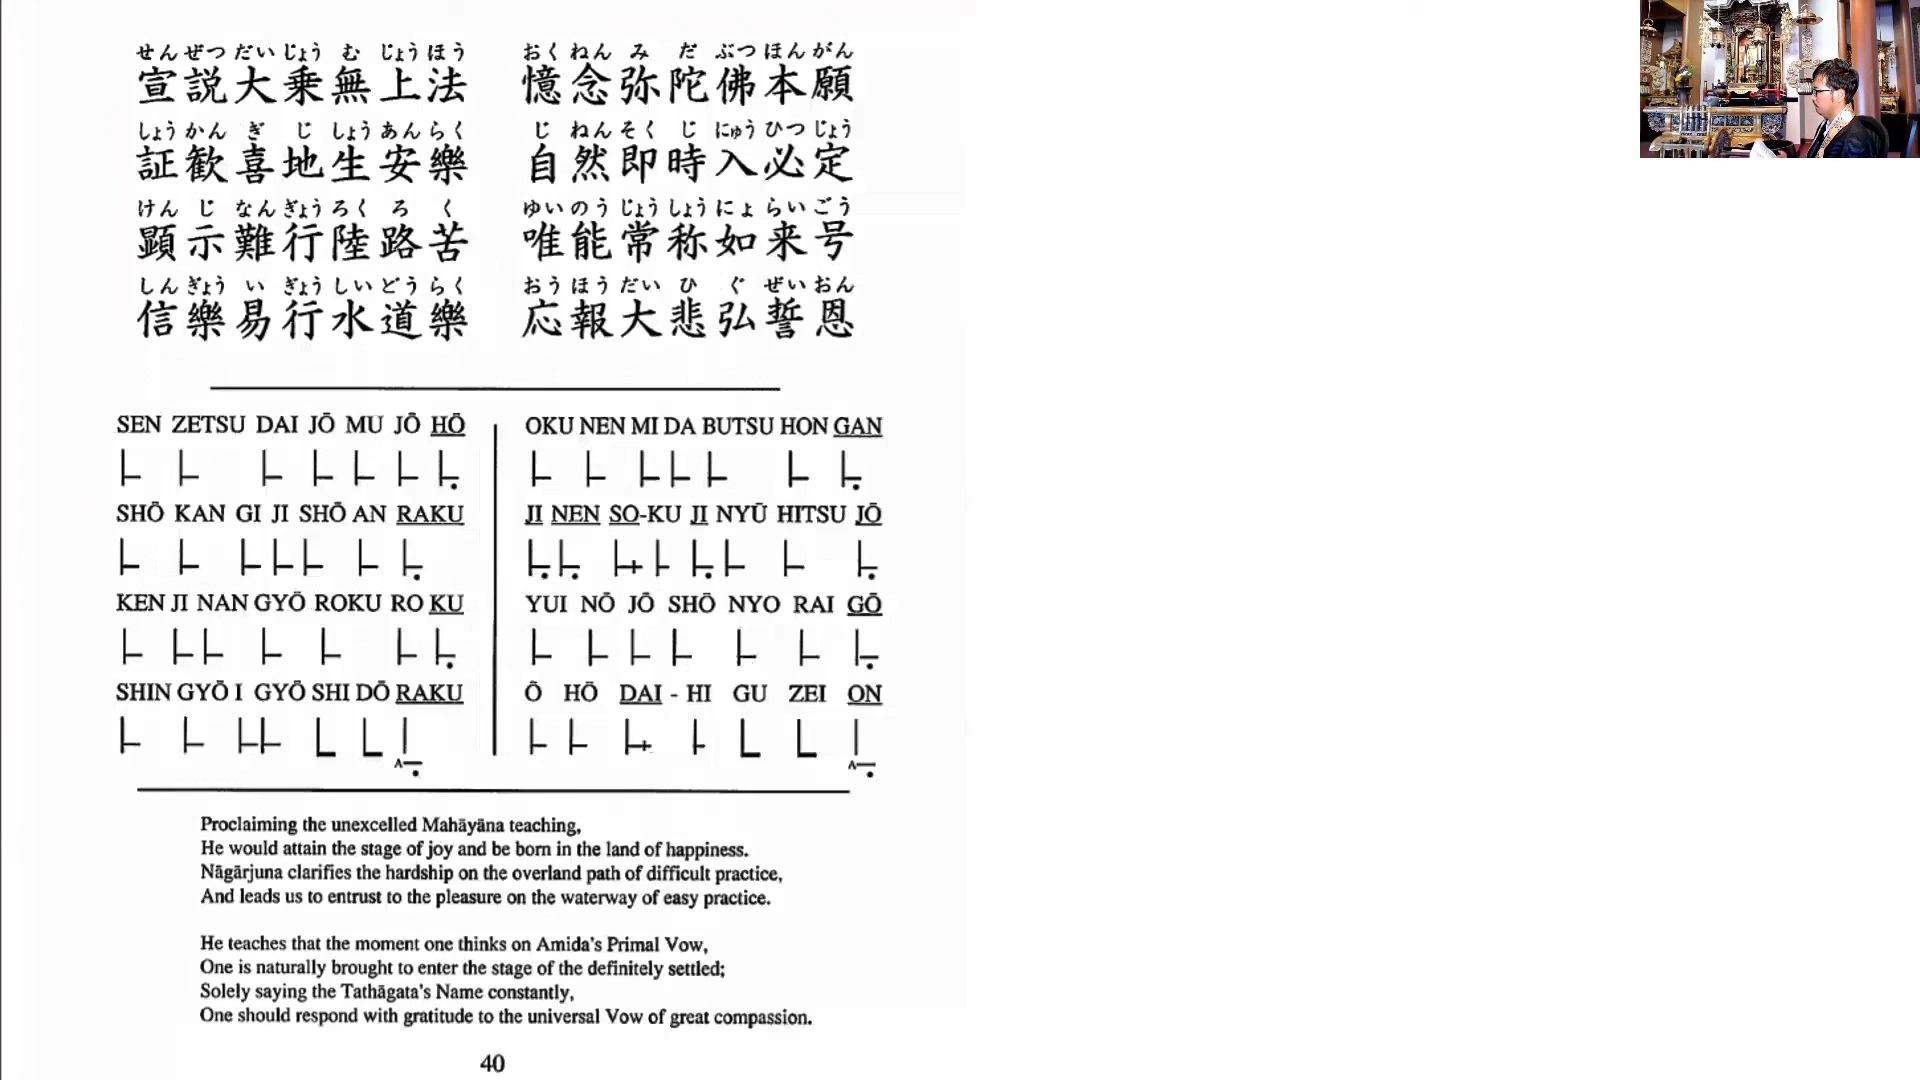 せんぜつだいじょうむじょうほう
宣説大乗無上法
しょうかんぎじしょうあんらく
証歓喜地生安樂
けんじなんぎょうろくろく
顕示難行陸路苦
しんぎょういぎょうしいどうらく
信樂易行水道樂
おくねんみだぶつほんがん
憶念弥陀佛本願
じねんそくじにゅうひつじょう
自然即時入必定
ゆいのうじょうしょうにょらいごう
唯能常称如来号
おうほうだいひぐぜいおん
応報大悲弘誓恩
SEN ZETSU DAI JŌ MU JŌ HŌ
SHŌ KAN GI JI SHŌ AN RAKU
KEN JI NAN GYŌ ROKU RO KU
SHIN GYŌ I GYŌ SHI DŌ RAKU
OKU NEN MI DA BUTSU HON GAN
JI NEN SO-KU JI NYŪ HITSU JŌ
YUI NŌ JŌ SHŌ NYO RAI GŌ
Ō HŌ DAI - HI GU ZEI ON
Proclaiming the unexcelled Mahāyāna teaching,
He would attain the stage of joy and be born in the land of happiness.
Nāgārjuna clarifies the hardship on the overland path of difficult practice,
And leads us to entrust to the pleasure on the waterway of easy practice.
He teaches that the moment one thinks on Amida's Primal Vow,
One is naturally brought to enter the stage of the definitely settled;
Solely saying the Tathāgata's Name constantly,
One should respond with gratitude to the universal Vow of great compassion.
40